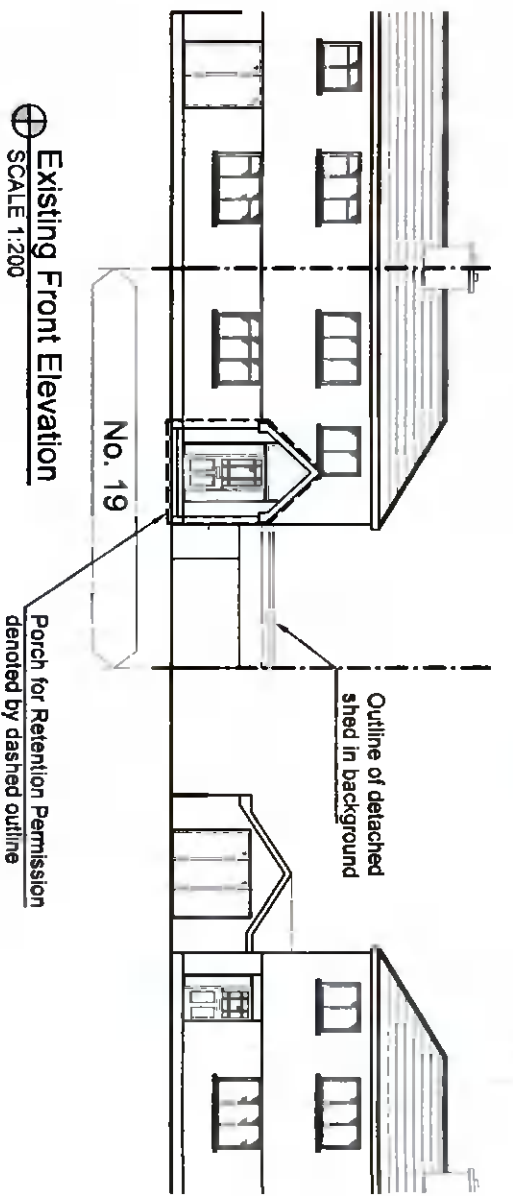 Outline of detached
shed in background
No. 19
Porch for Retention Permission
denoted by dashed outline
Existing Front Elevation
SCALE 1:200